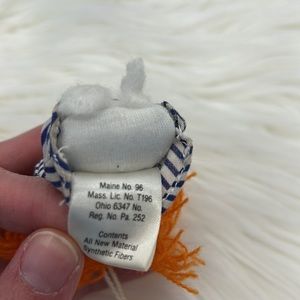 Maine No. 96
Mass. Lic. No. T196
Ohio 6347 No.
Reg. No. Pa. 252
Contents
All New Material
Synthetic Fibers